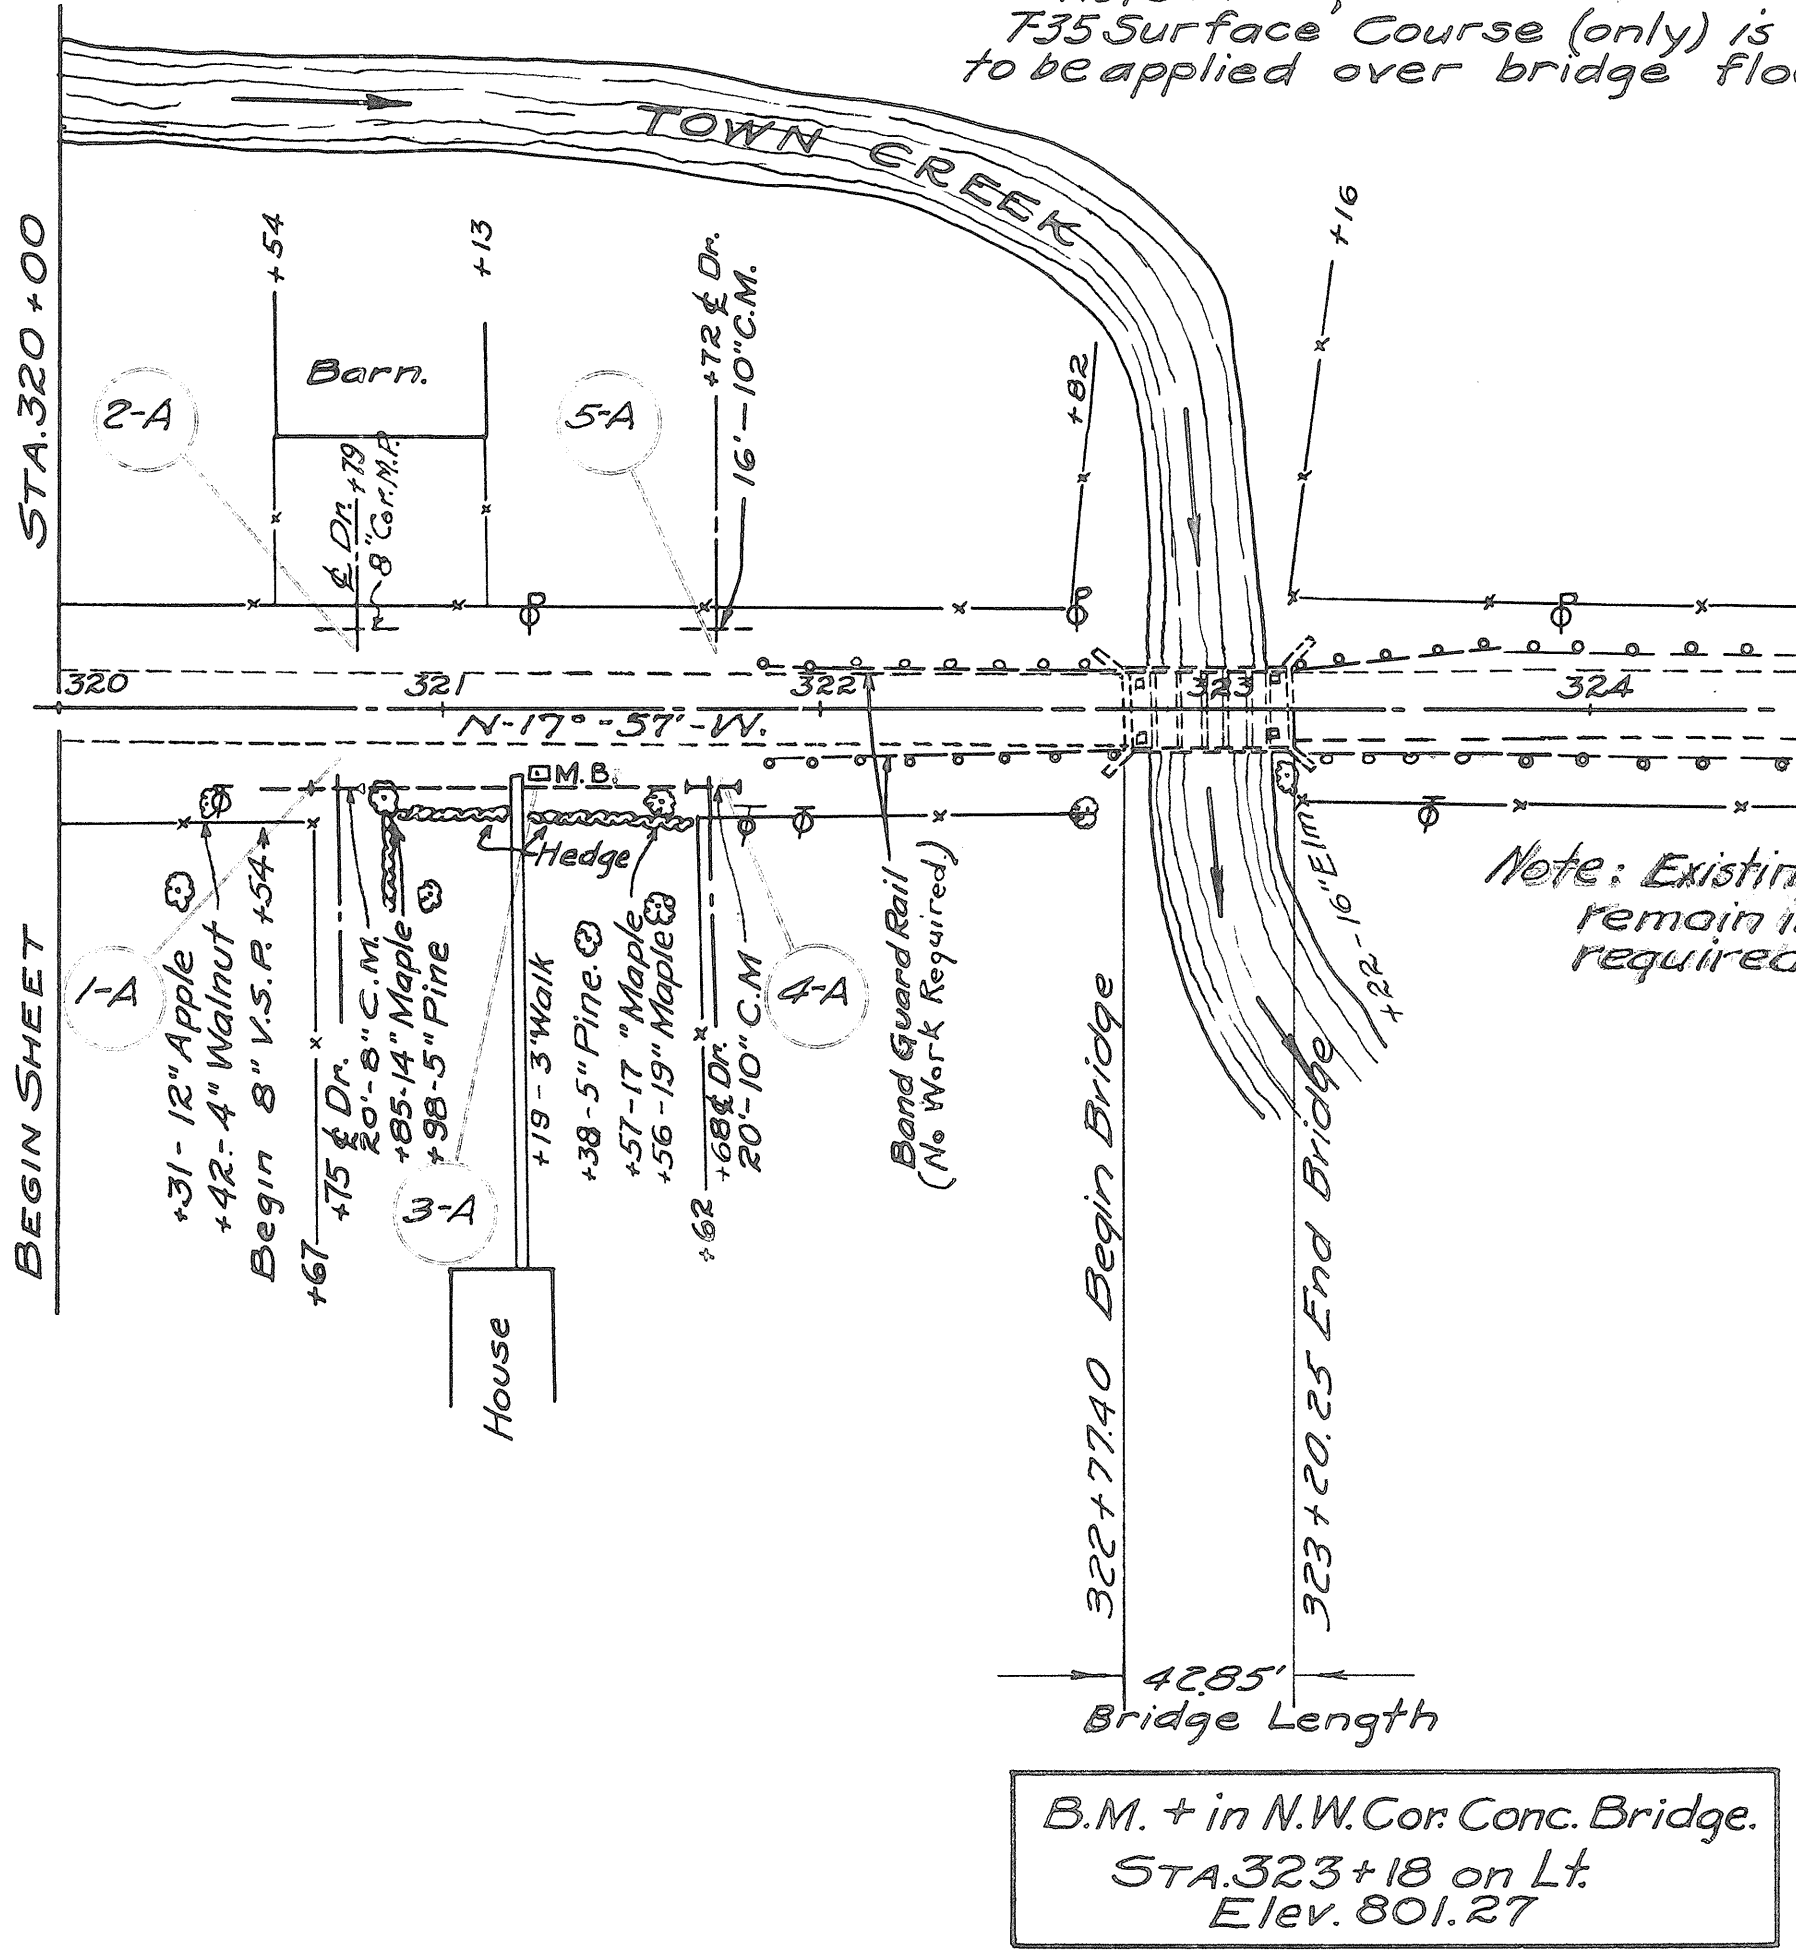 T-35 Surface Course (only) is
to be applied over bridge
TOWN CREEK
STA. 320+00
+54
+13
Barn.
2-A
5-A
℄ Dr. +79
8" Cor. M.P.
+72 ℄ Dr.
16'-10" C.M.
+82
+16
P
P
P
320
321
322
323
324
N-17°-57'-W.
M.B.
Hedge
BEGIN SHEET
1-A
+31-12" Apple
+42-4" Walnut
Begin 8" V.S.P. +54
+67
+75 ℄ Dr.
20'-8" C.M.
+85-14" Maple
+98-5" Pine
3-A
+19-3' Walk
+38-5" Pine.
+57-17" Maple
+56-19" Maple
+62
+68 ℄ Dr.
20'-10" C.M
4-A
Band Guard Rail
(No Work Required.)
House
322+77.40 Begin Bridge
323+20.25 End Bridge
+22-16" Elm
Note: Existin
remain
required
42.85'
Bridge Length
B.M. + in N.W. Cor. Conc. Bridge.
STA. 323+18 on Lt.
Elev. 801.27